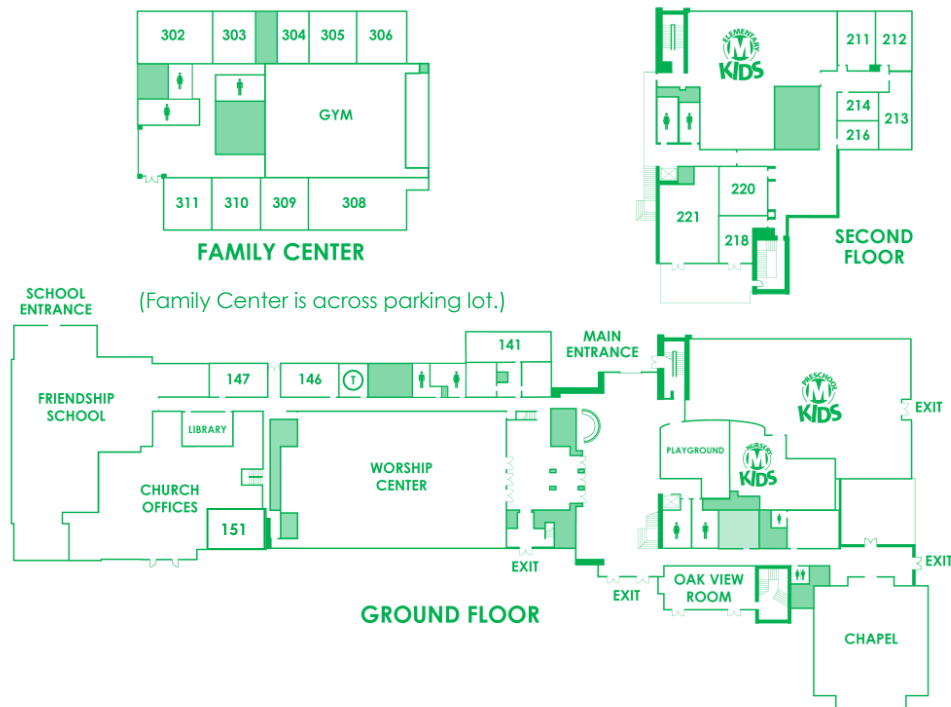 302
303
304
305
306
GYM
311
310
309
308
FAMILY CENTER
ELEMENTARY
M
KIDS
211
212
214
213
216
220
221
218
SECOND
FLOOR
(Family Center is across parking lot.)
SCHOOL
ENTRANCE
MAIN
ENTRANCE
141
147
146
T
FRIENDSHIP
SCHOOL
LIBRARY
CHURCH
OFFICES
151
WORSHIP
CENTER
PRESCHOOL
M
KIDS
EXIT
PLAYGROUND
NURSERY
M
KIDS
EXIT
EXIT
EXIT
OAK VIEW
ROOM
CHAPEL
GROUND FLOOR